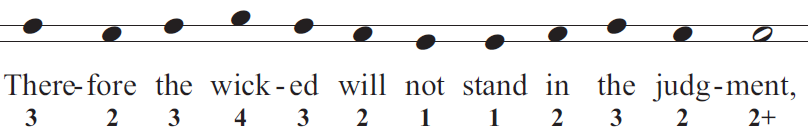 There-fore the wick-ed will not stand in the judg-ment,
3 2 3 4 3 2 1 1 2 3 2 2+